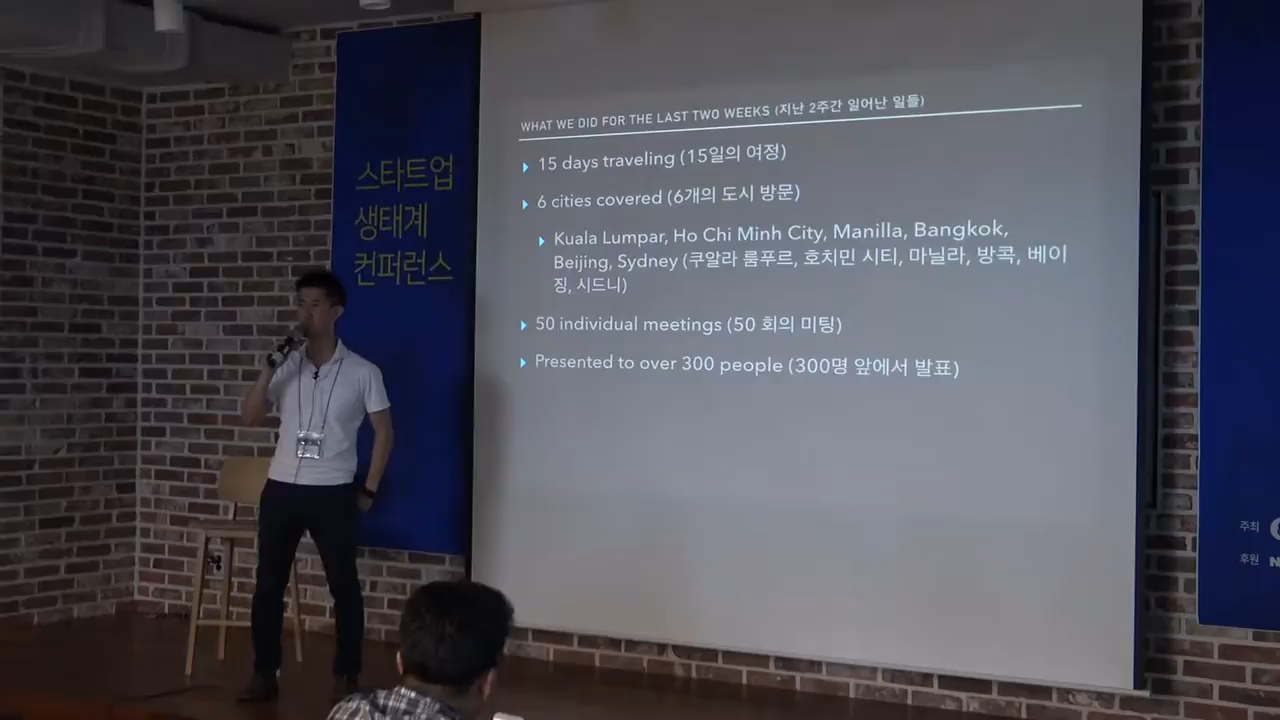 스타트업
생태계
컨퍼런스
WHAT WE DID FOR THE LAST TWO WEEKS (지난 2주간 일어난 일들)
15 days traveling (15일의 여정)
6 cities covered (6개의 도시 방문)
Kuala Lumpar, Ho Chi Minh City, Manilla, Bangkok,
Beijing, Sydney (쿠알라 룸푸르, 호치민 시티, 마닐라, 방콕, 베이
징, 시드니)
50 individual meetings (50 회의 미팅)
Presented to over 300 people (300명 앞에서 발표)
주최
후원